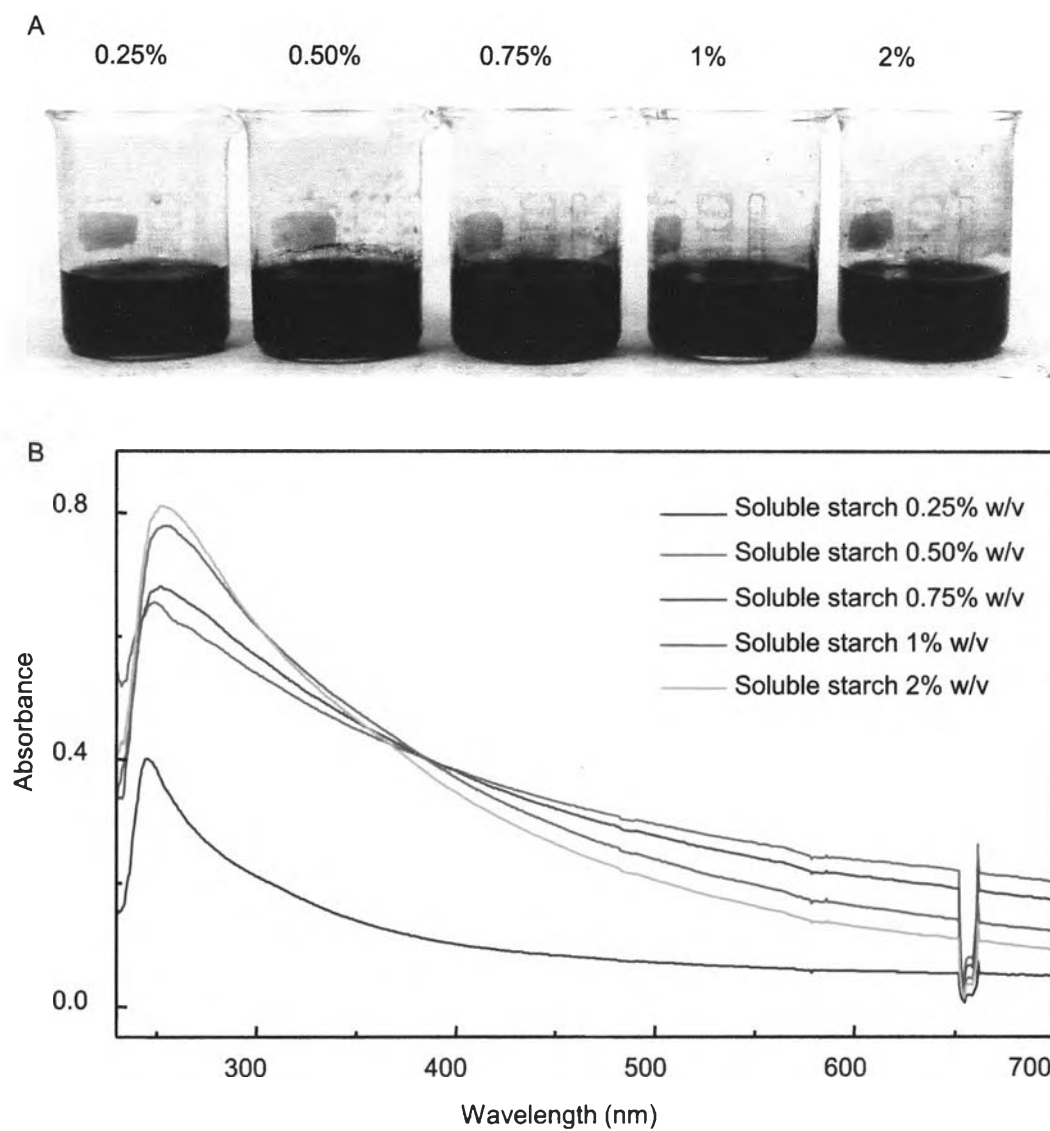 A
0.25% 0.50% 0.75% 1% 2%
B
0.8
0.4
0.0
Absorbance
Soluble starch 0.25% w/v
Soluble starch 0.50% w/v
Soluble starch 0.75% w/v
Soluble starch 1% w/v
Soluble starch 2% w/v
300 400 500 600 700
Wavelength (nm)